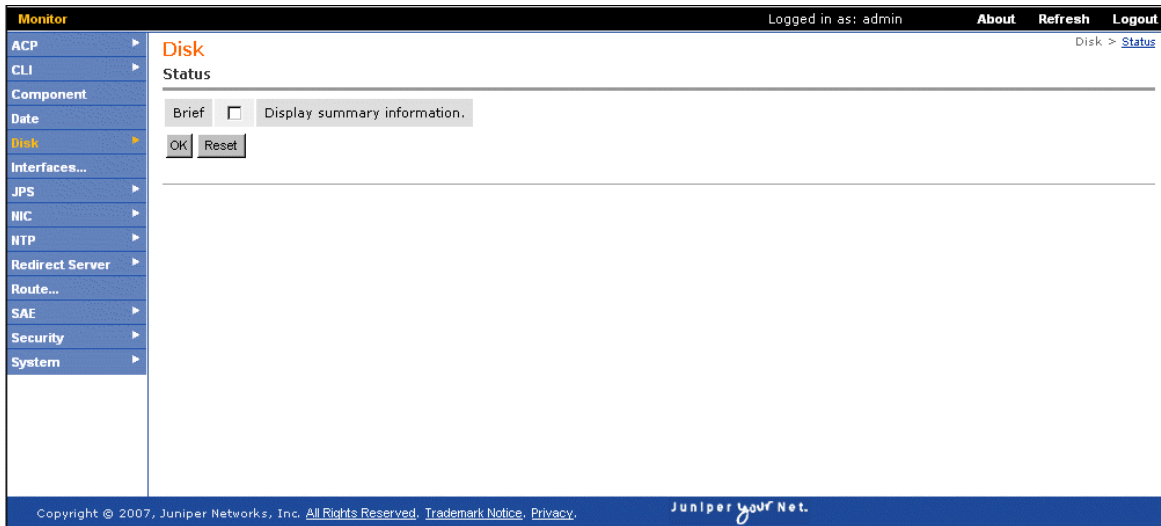 Monitor
Logged in as: admin About Refresh Logout
ACP
CLI
Component
Date
Disk
Interfaces...
JPS
NIC
NTP
Redirect Server
Route...
SAE
Security
System
Disk > Status
Disk
Status
Brief Display summary information.
OK Reset
Copyright © 2007, Juniper Networks, Inc. All Rights Reserved. Trademark Notice. Privacy.
Juniper your Net.